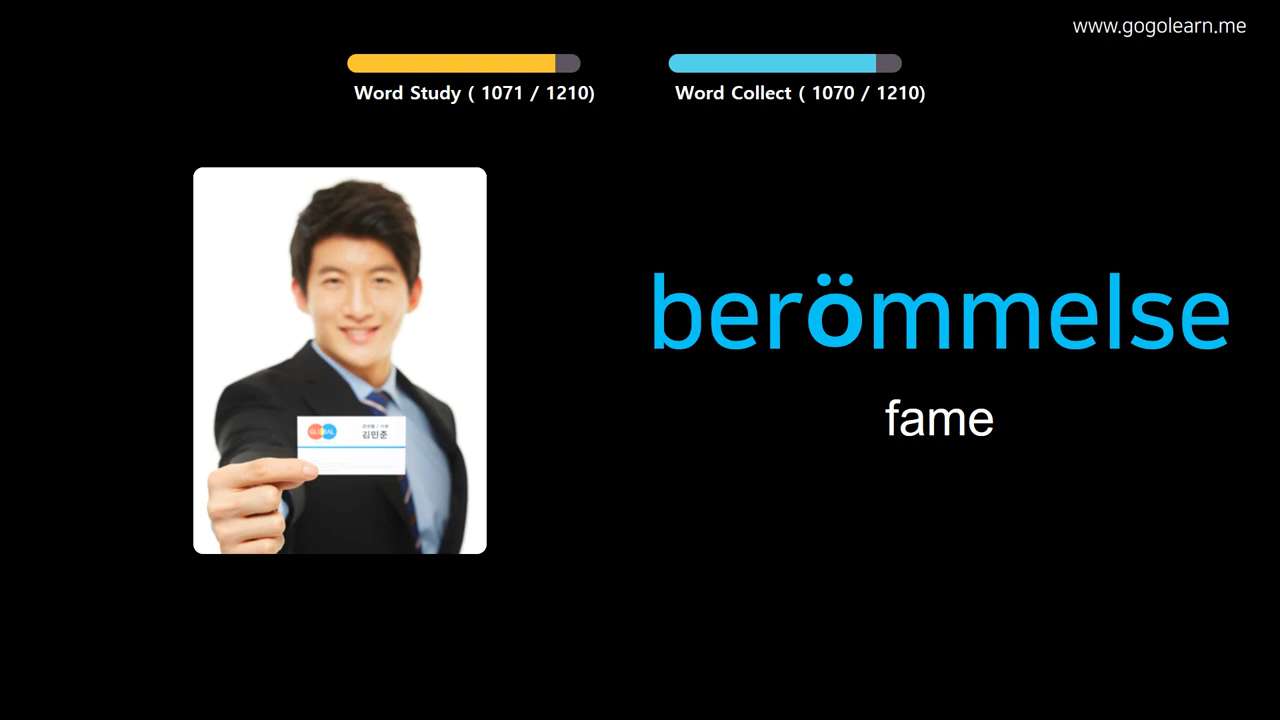 www.gogolearn.me
Word Study ( 1071 / 1210)
Word Collect ( 1070 / 1210)
berömmelse
fame
GLOBAL
김민준